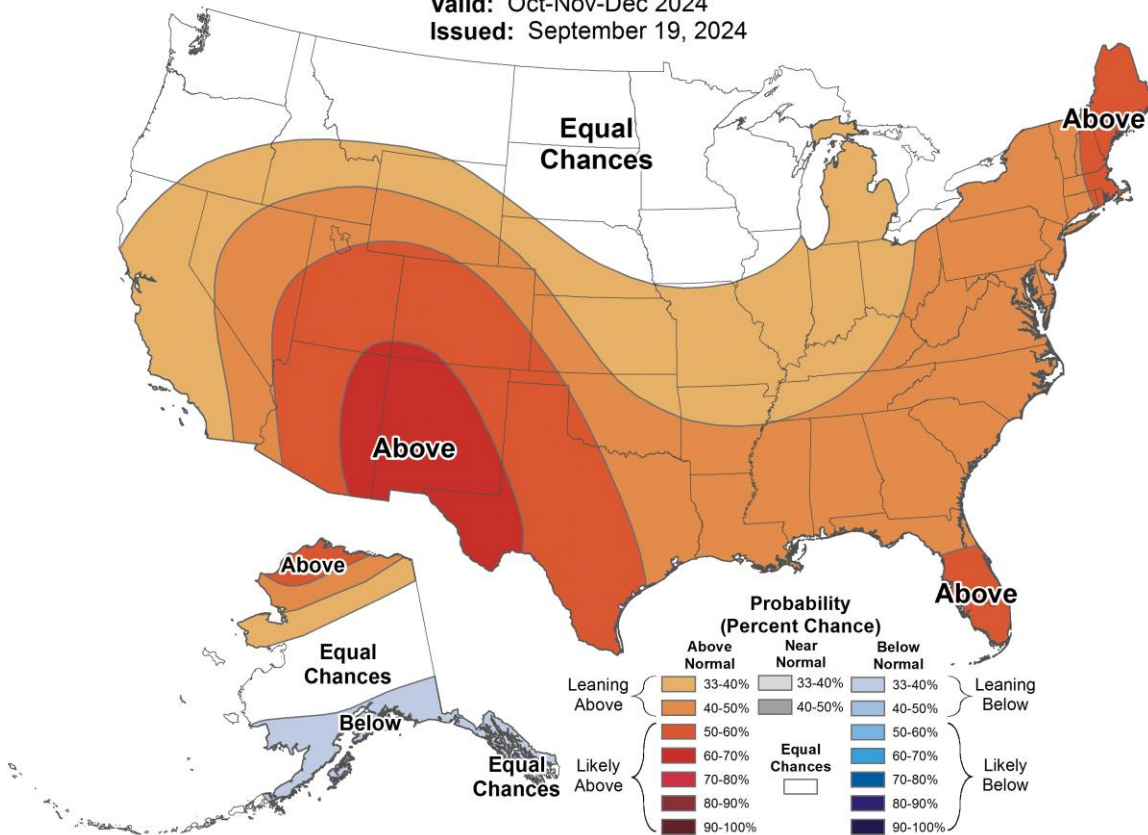 Valid: Oct-Nov-Dec 2024
Issued: September 19, 2024
Equal
Chances
Above
Above
Above
Above
Equal
Chances
Below
Equal
Chances
Probability
(Percent Chance)
Above
Normal
Near
Normal
Below
Normal
Leaning
Above
33-40%
33-40%
33-40%
Leaning
Below
40-50%
40-50%
40-50%
Likely
Above
50-60%
50-60%
Likely
Below
60-70%
Equal
Chances
60-70%
70-80%
70-80%
80-90%
80-90%
90-100%
90-100%